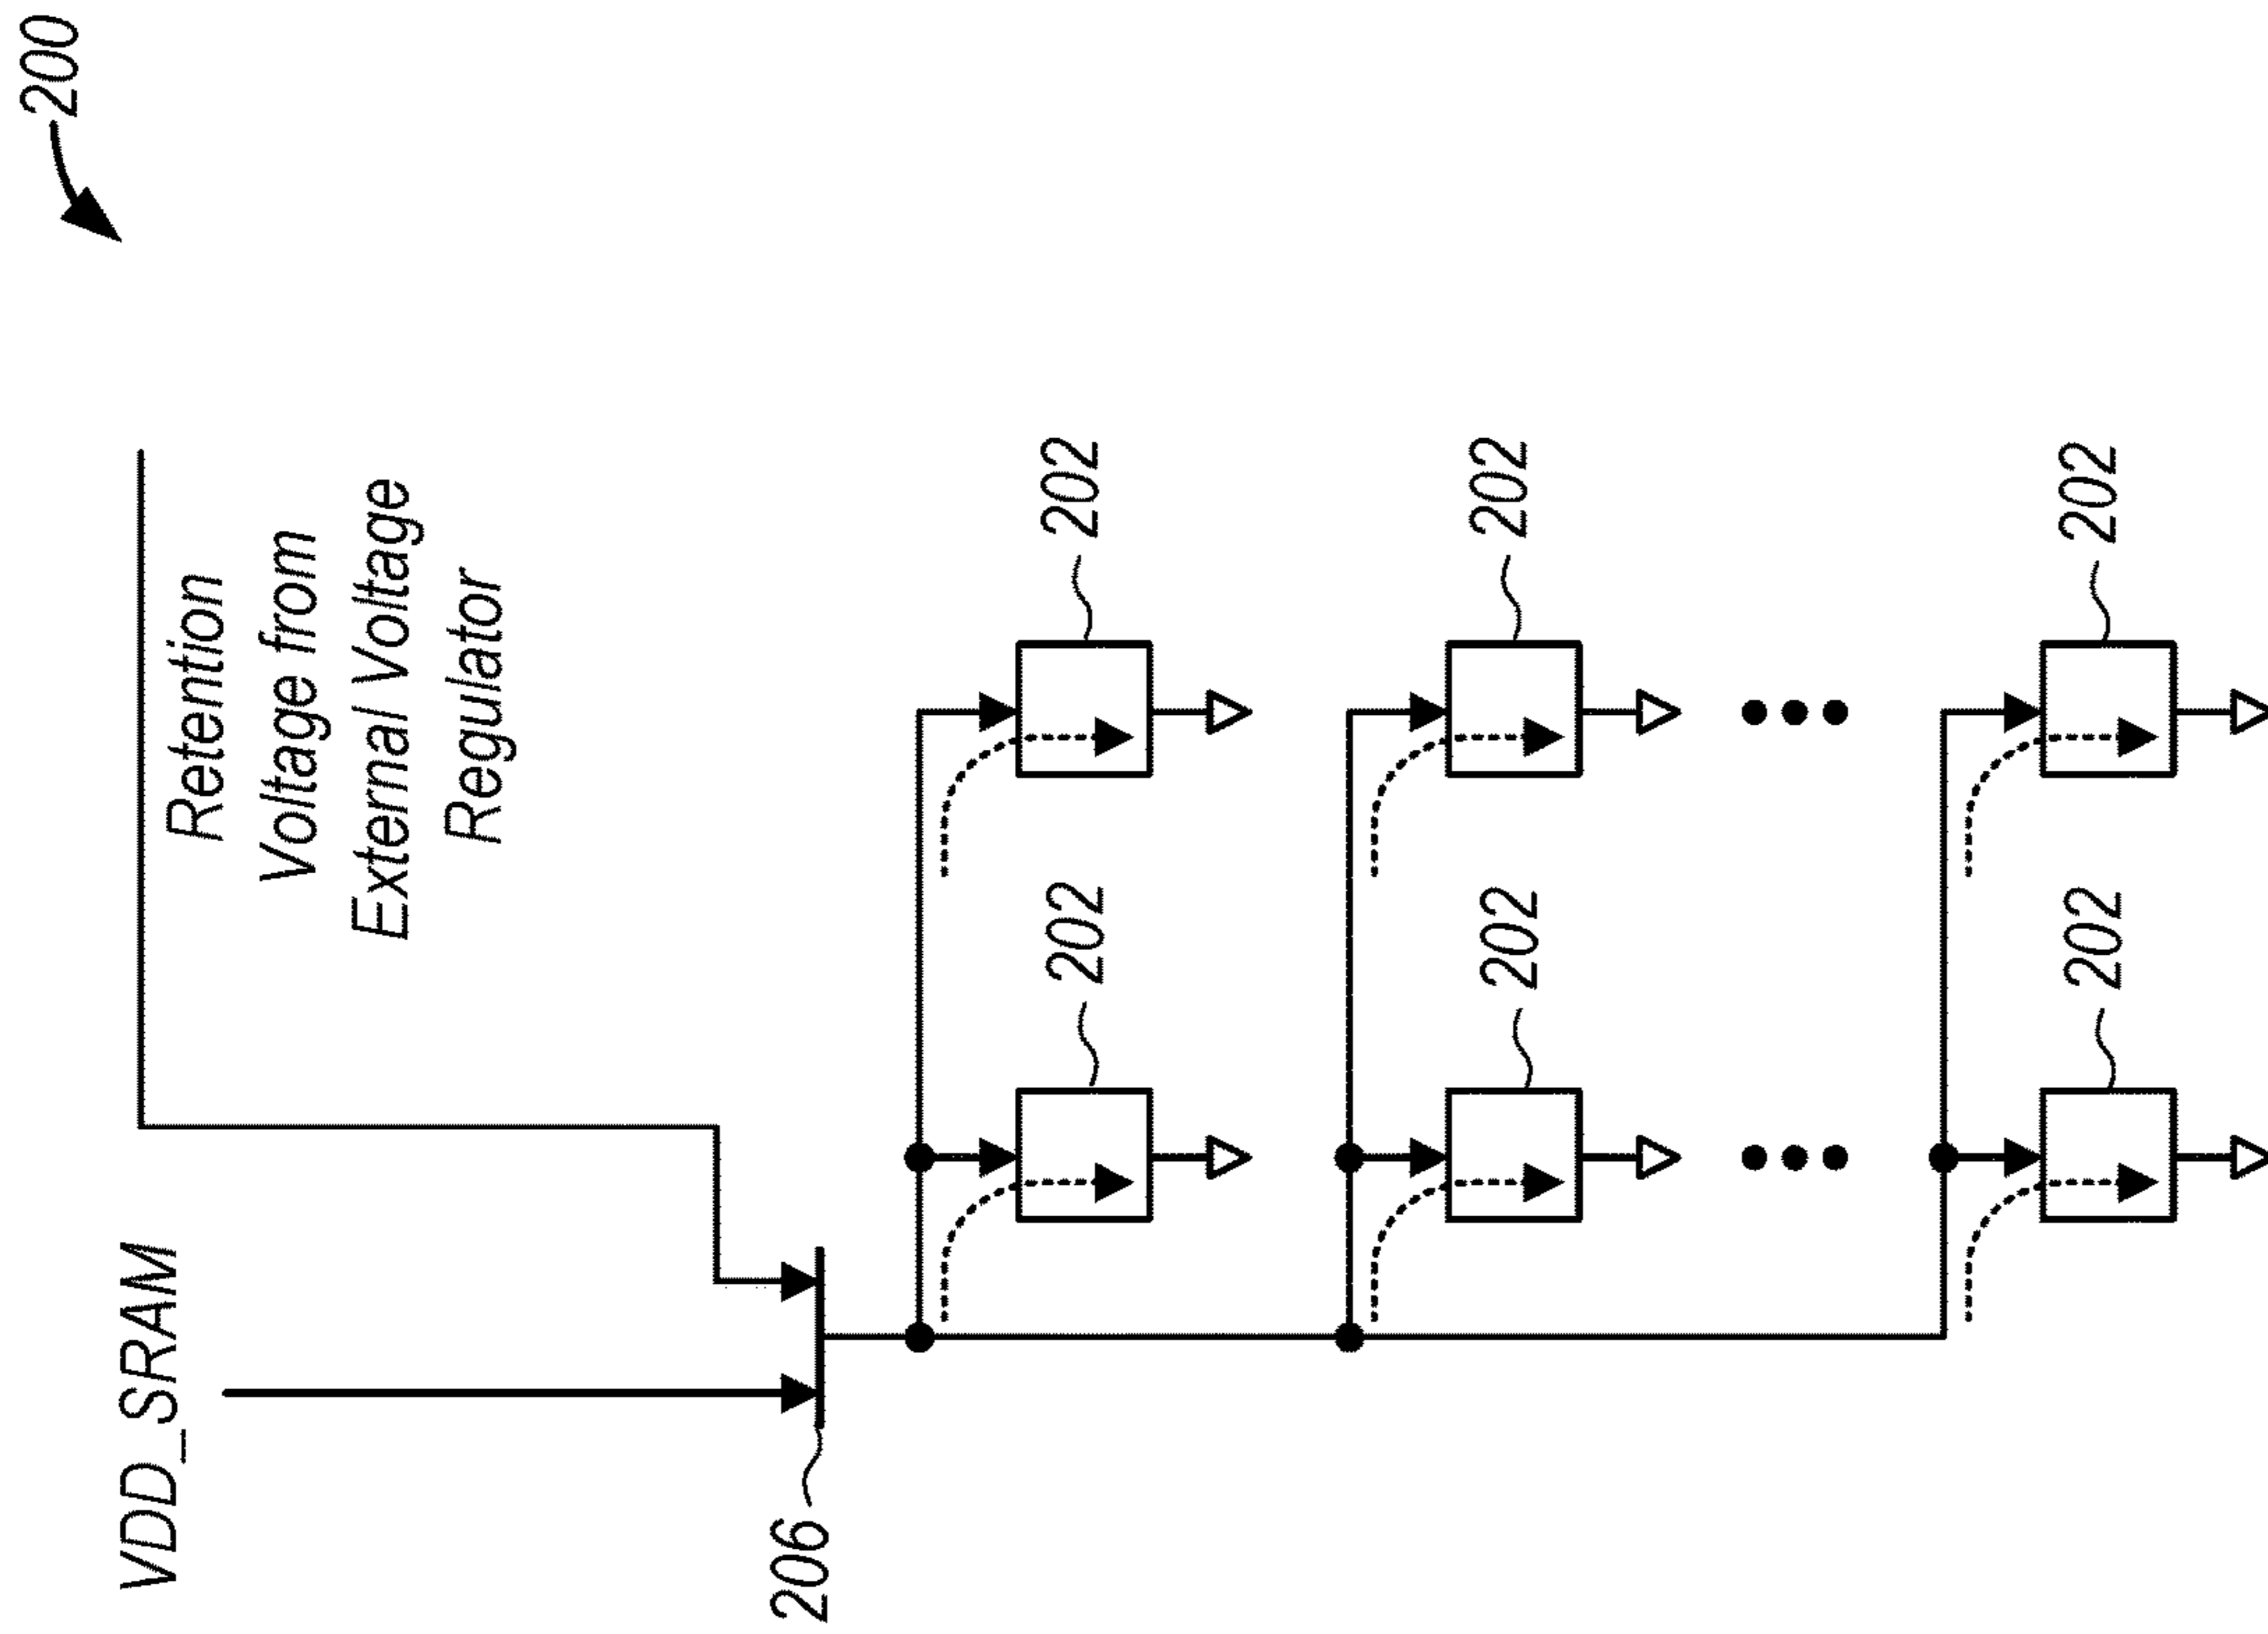 200
VDD_SRAM
Retention
Voltage from
External Voltage
Regulator
206
202
202
202
202
202
202